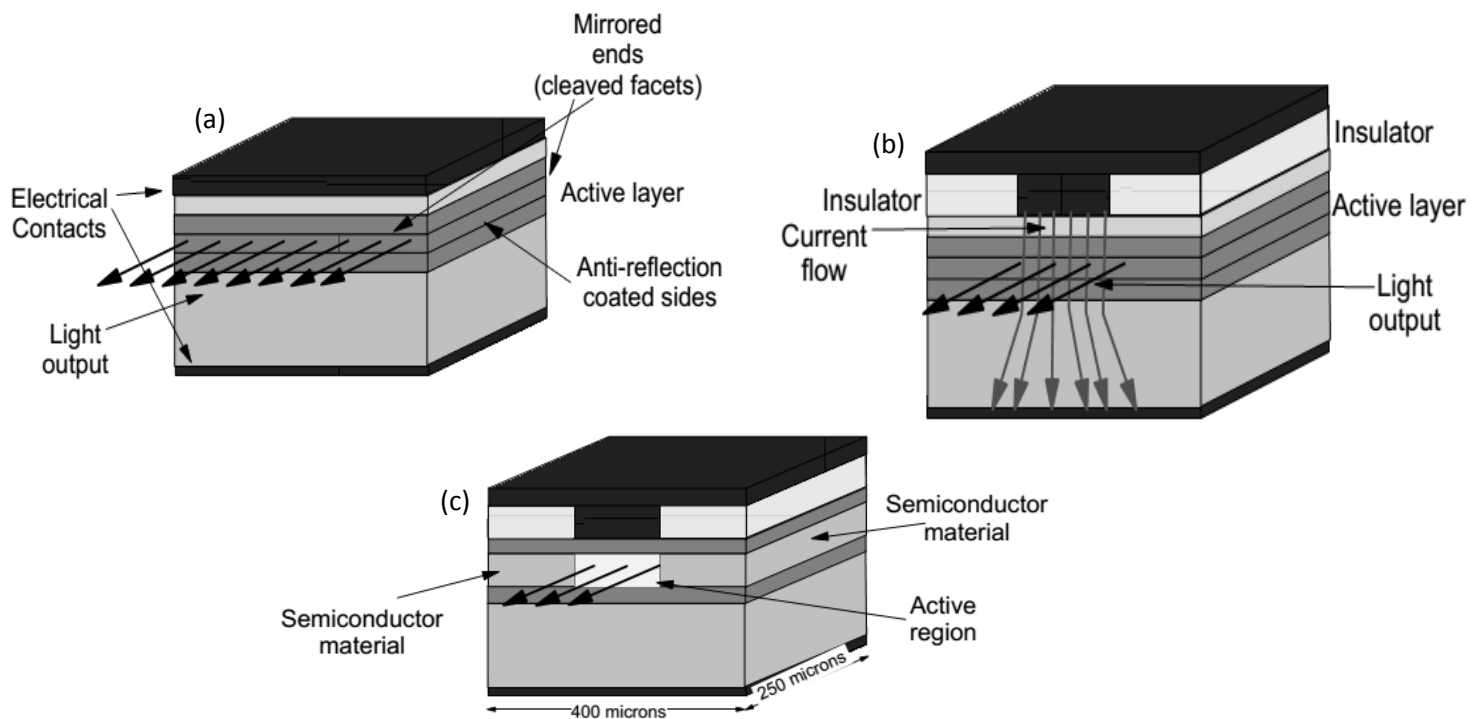 (a)
Mirrored
ends
(cleaved facets)
Electrical
Contacts
Active layer
Anti-reflection
coated sides
Light
output
(b)
Insulator
Insulator
Active layer
Current
flow
Light
output
(c)
Semiconductor
material
Semiconductor
material
Active
region
250 microns
400 microns